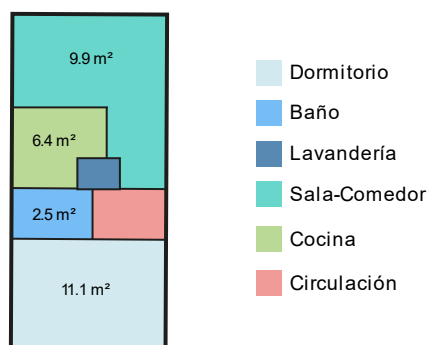 9.9 m²
6.4 m²
2.5 m²
11.1 m²
Dormitorio
Baño
Lavandería
Sala-Comedor
Cocina
Circulación